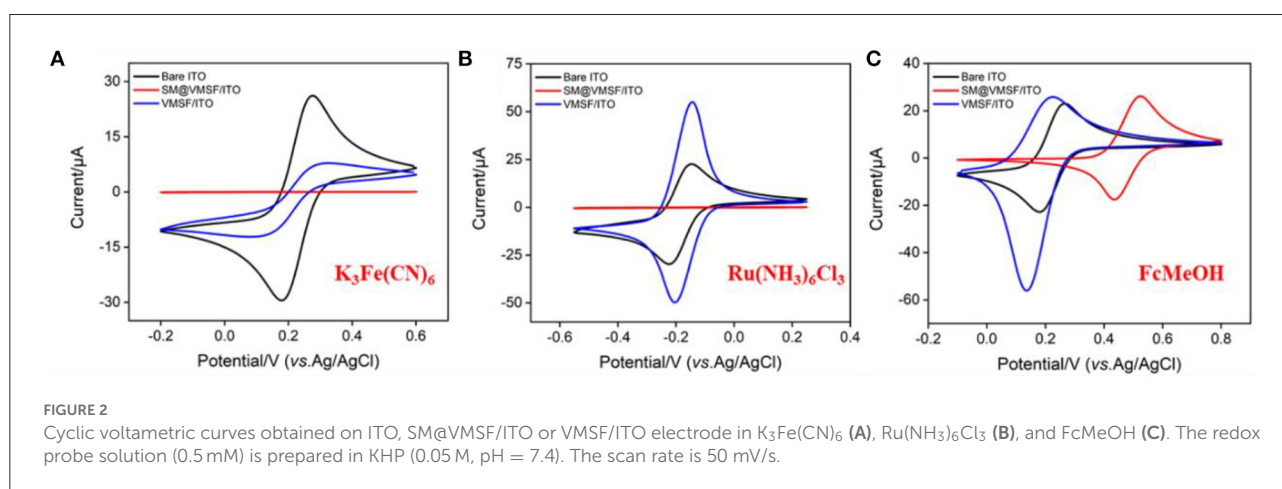 A
Bare ITO
SM@VMSF/ITO
VMSF/ITO
30
15
0
-15
-30
Current/μA
K₃Fe(CN)₆
-0.2 0.0 0.2 0.4 0.6
Potential/V (vs.Ag/AgCl)
B
Bare ITO
SM@VMSF/ITO
VMSF/ITO
75
50
25
0
-25
-50
Current/μA
Ru(NH₃)₆Cl₃
-0.6 -0.4 -0.2 0.0 0.2 0.4
Potential/V (vs.Ag/AgCl)
C
Bare ITO
SM@VMSF/ITO
VMSF/ITO
40
20
0
-20
-40
-60
Current/μA
FcMeOH
-0.2 0.0 0.2 0.4 0.6 0.8
Potential/V (vs.Ag/AgCl)
FIGURE 2
Cyclic voltametric curves obtained on ITO, SM@VMSF/ITO or VMSF/ITO electrode in K₃Fe(CN)₆ (A), Ru(NH₃)₆Cl₃ (B), and FcMeOH (C). The redox
probe solution (0.5 mM) is prepared in KHP (0.05 M, pH = 7.4). The scan rate is 50 mV/s.